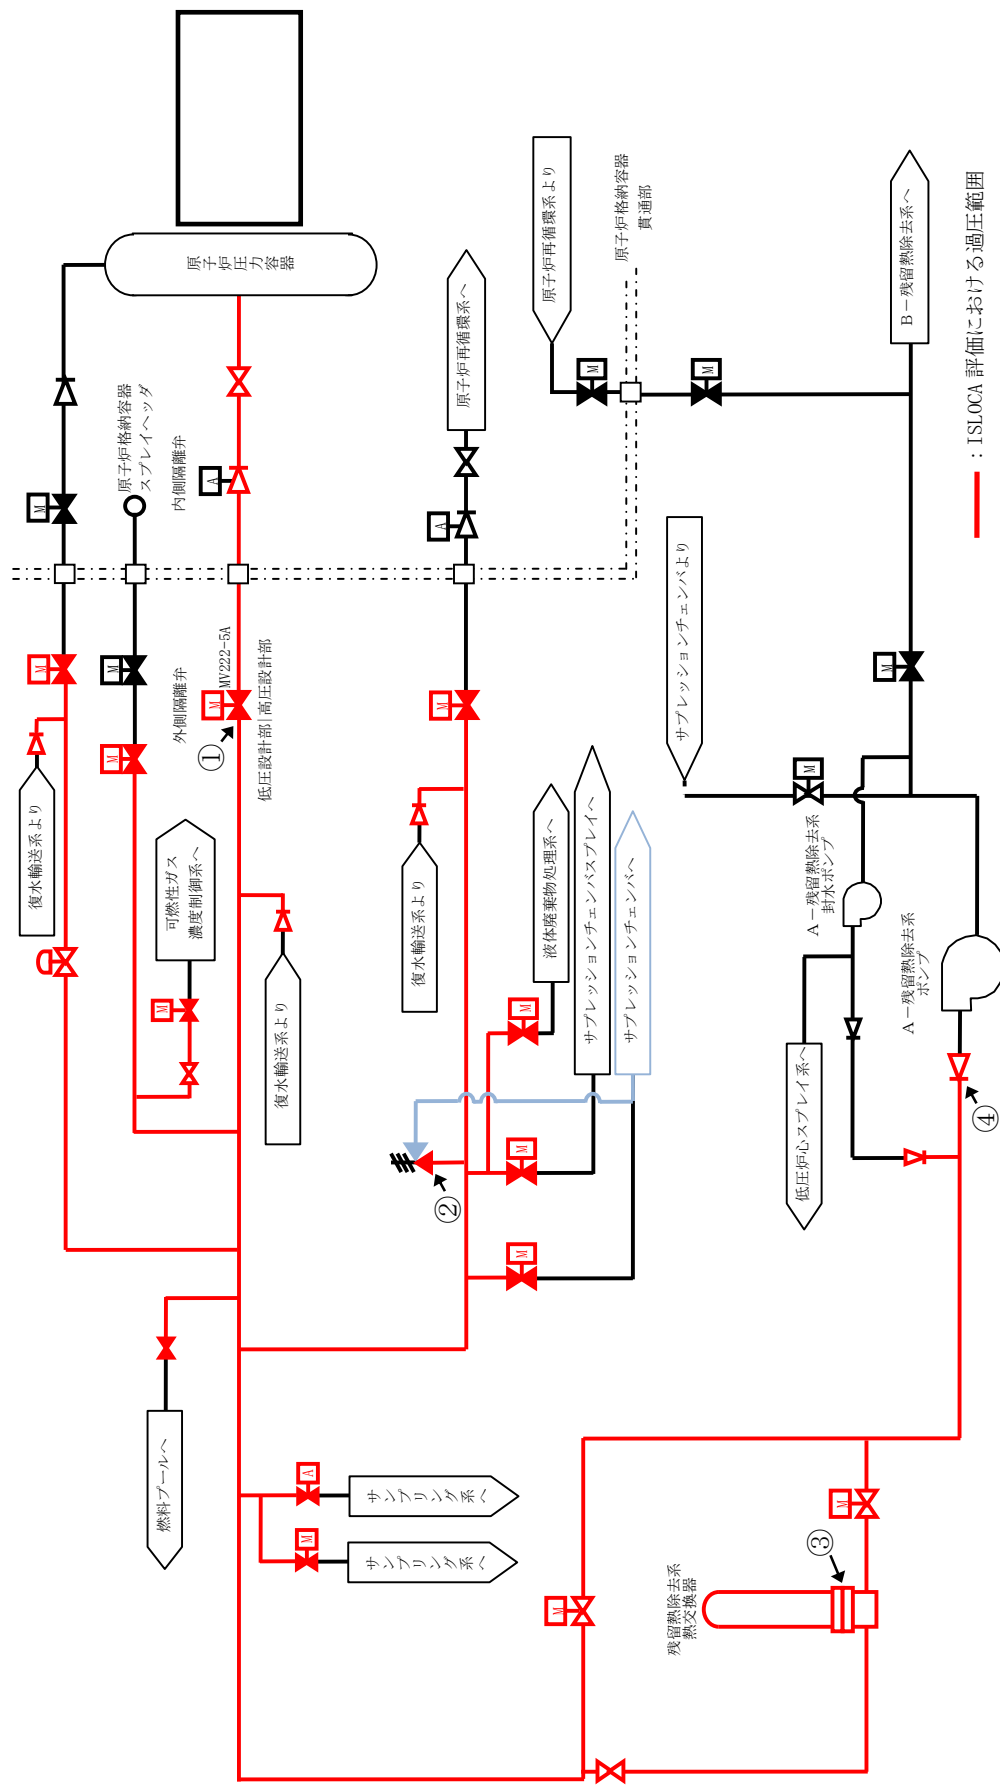 原子炉圧力容器
原子炉格納容器
スプレイヘッダ
内側隔離弁
A
M
原子炉再循環系へ
A
原子炉再循環系より
原子炉格納容器
貫通部
M
M
B－残留熱除去系へ
：ISLOCA 評価における過圧範囲
M
M
M
外側隔離弁
MV222-5A
M
①
低圧設計部|高圧設計部
M
サプレッションチェンバより
M
復水輸送系より
可燃性ガス
濃度制御系へ
M
復水輸送系より
復水輸送系より
液体廃棄物処理系へ
M
サプレッションチェンバスプレイへ
M
サプレッションチェンバへ
M
②
M
A－残留熱除去系
封水ポンプ
A－残留熱除去系
ポンプ
低圧炉心スプレイ系へ
④
燃料プールへ
A
サンプリング系へ
M
サンプリング系へ
M
M
③
残留熱除去系
熱交換器